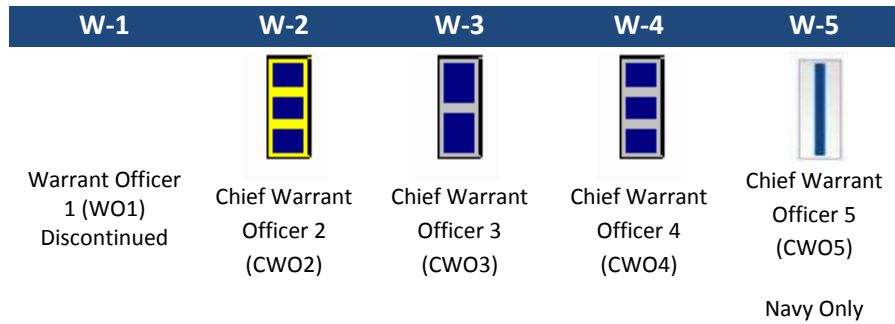 W-1 W-2 W-3 W-4 W-5
Warrant Officer
1 (WO1)
Discontinued
Chief Warrant
Officer 2
(CWO2)
Chief Warrant
Officer 3
(CWO3)
Chief Warrant
Officer 4
(CWO4)
Chief Warrant
Officer 5
(CWO5)
Navy Only